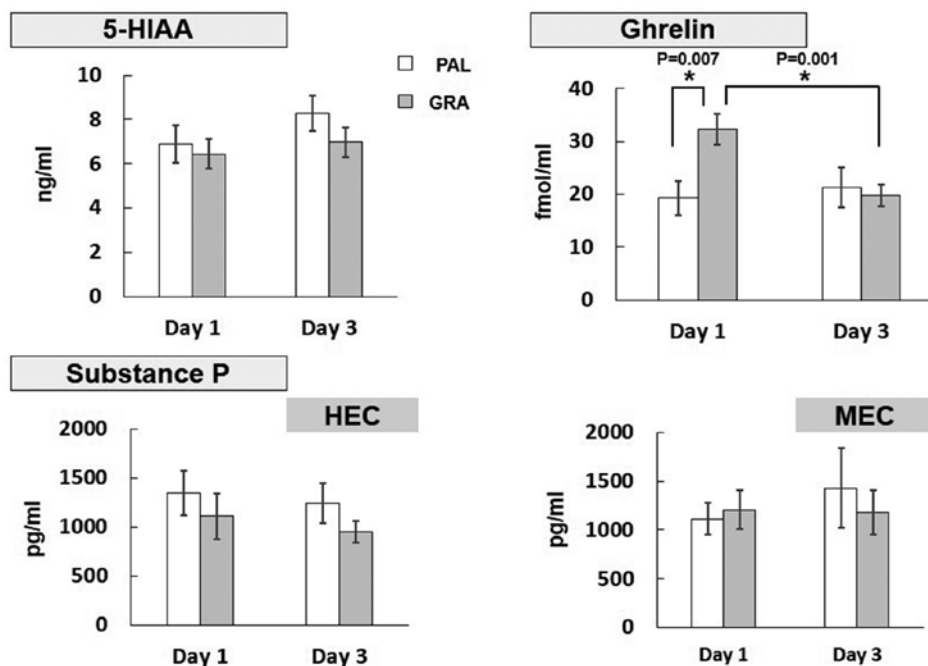 5-HIAA
PAL
GRA
ng/ml
10
8
6
4
2
0
Day 1 Day 3
Ghrelin
P=0.007 P=0.001
* *
fmol/ml
40
30
20
10
0
Day 1 Day 3
Substance P
HEC
pg/ml
2000
1500
1000
500
0
Day 1 Day 3
MEC
pg/ml
2000
1500
1000
500
0
Day 1 Day 3